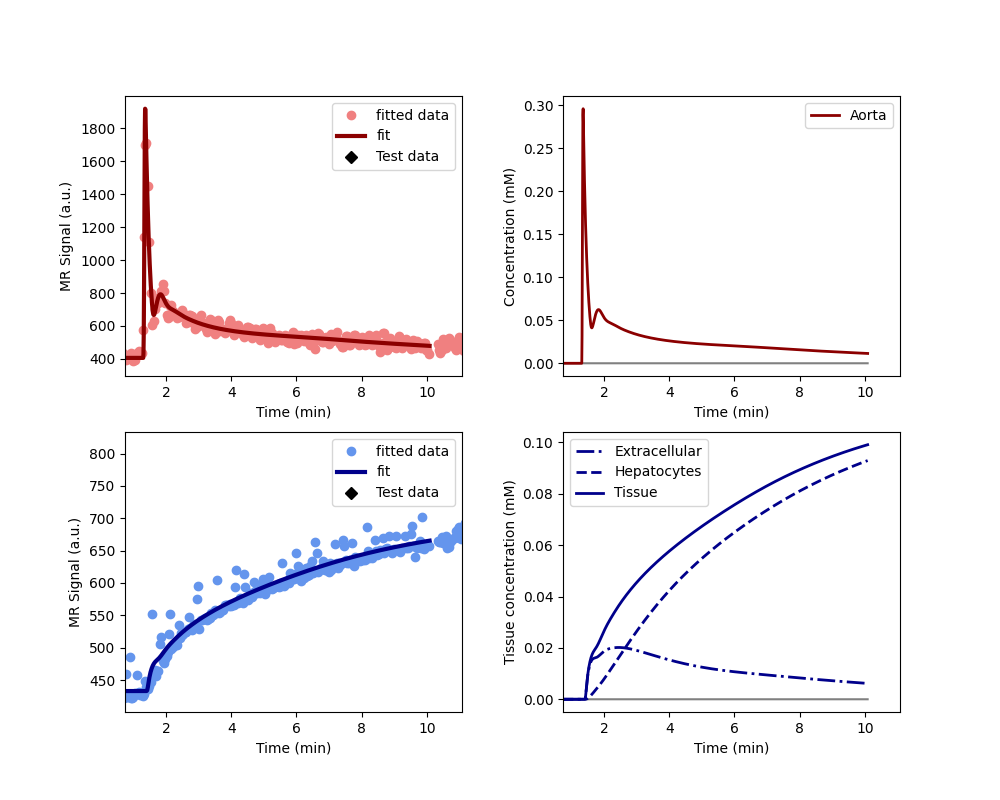 MR Signal (a.u.)
1800
1600
1400
1200
1000
800
600
400
fitted data
fit
Test data
2 4 6 8 10
Time (min)
Concentration (mM)
0.30
0.25
0.20
0.15
0.10
0.05
0.00
Aorta
2 4 6 8 10
Time (min)
MR Signal (a.u.)
800
750
700
650
600
550
500
450
fitted data
fit
Test data
2 4 6 8 10
Time (min)
Tissue concentration (mM)
0.10
0.08
0.06
0.04
0.02
0.00
Extracellular
Hepatocytes
Tissue
2 4 6 8 10
Time (min)